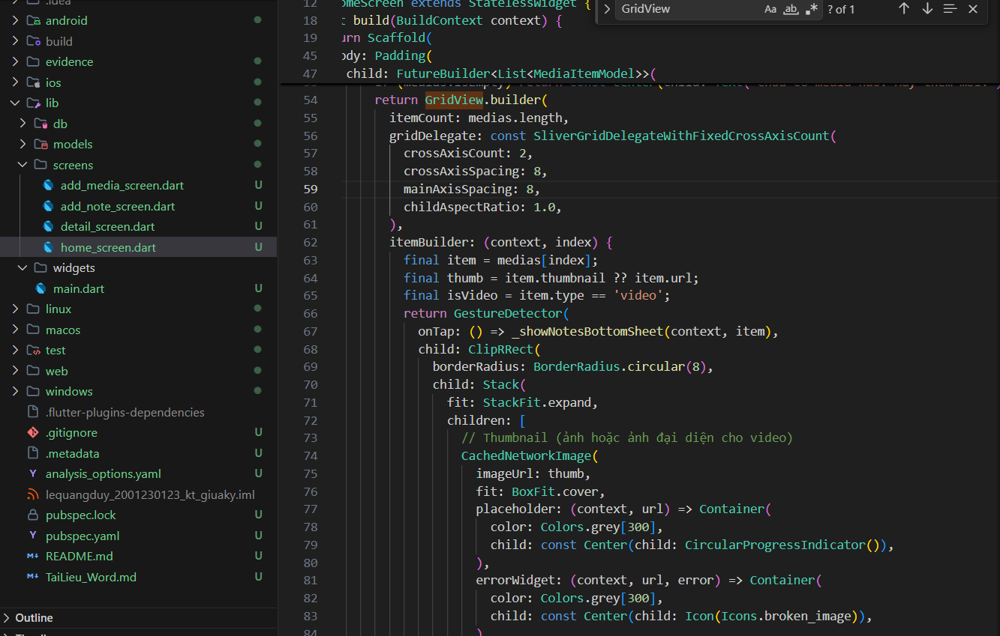 .idea
android
build
evidence
ios
lib
db
models
screens
add_media_screen.dart U
add_note_screen.dart U
detail_screen.dart U
home_screen.dart U
widgets
main.dart U
linux
macos
test
web
windows
.flutter-plugins-dependencies
.gitignore U
.metadata U
analysis_options.yaml U
lequangduy_2001230123_kt_giuaky.iml
pubspec.lock U
pubspec.yaml U
README.md U
TaiLieu_Word.md U
Outline
GridView Aa ab .* ? of 1
12 omeScreen extends StatelessWidget {
18 t build(BuildContext context) {
19 urn Scaffold(
45 ody: Padding(
47 child: FutureBuilder<List<MediaItemModel>>(
54 return GridView.builder(
55 itemCount: medias.length,
56 gridDelegate: const SliverGridDelegateWithFixedCrossAxisCount(
57 crossAxisCount: 2,
58 crossAxisSpacing: 8,
59 mainAxisSpacing: 8,
60 childAspectRatio: 1.0,
61 ),
62 itemBuilder: (context, index) {
63 final item = medias[index];
64 final thumb = item.thumbnail ?? item.url;
65 final isVideo = item.type == 'video';
66 return GestureDetector(
67 onTap: () => _showNotesBottomSheet(context, item),
68 child: ClipRRect(
69 borderRadius: BorderRadius.circular(8),
70 child: Stack(
71 fit: StackFit.expand,
72 children: [
73 // Thumbnail (ảnh hoặc ảnh đại diện cho video)
74 CachedNetworkImage(
75 imageUrl: thumb,
76 fit: BoxFit.cover,
77 placeholder: (context, url) => Container(
78 color: Colors.grey[300],
79 child: const Center(child: CircularProgressIndicator()),
80 ),
81 errorWidget: (context, url, error) => Container(
82 color: Colors.grey[300],
83 child: const Center(child: Icon(Icons.broken_image)),
84 )